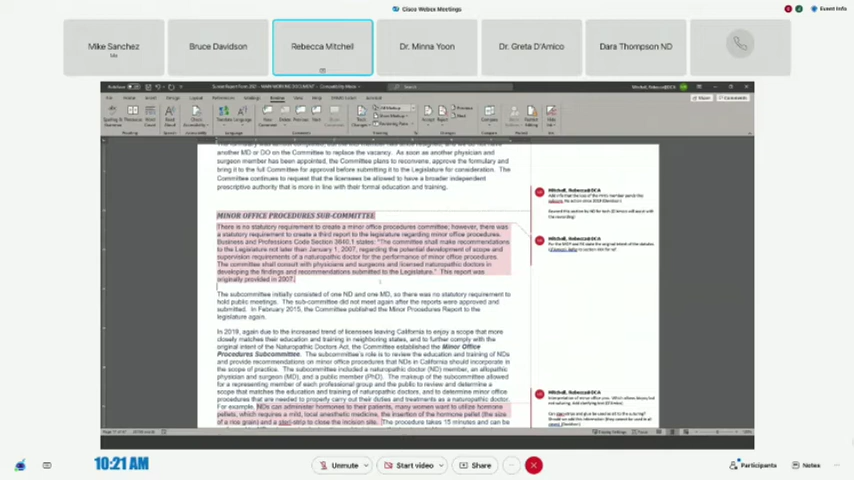 Cisco Webex Meetings
Event Info
Mike Sanchez
Me
Bruce Davidson
Rebecca Mitchell
Dr. Minna Yoon
Dr. Greta D'Amico
Dara Thompson ND
Share
Comments
another MD or DO on the Committee to replace the vacancy. As soon as another physician and
surgeon member has been appointed, the Committee plans to reconvene, approve the formulary and
bring it to the full Committee for approval before submitting it to the Legislature for consideration. The
Committee continues to request that the licensees be allowed to have a broader independent
prescriptive authority that is more in line with their formal education and training.
MINOR OFFICE PROCEDURES SUB-COMMITTEE
There is no statutory requirement to create a minor office procedures committee; however, there was
a statutory requirement to create a third report to the legislature regarding minor office procedures.
Business and Professions Code Section 3640.1 states: "The committee shall make recommendations
to the Legislature not later than January 1, 2007, regarding the potential development of scope and
supervision requirements of a naturopathic doctor for the performance of minor office procedures.
The committee shall consult with physicians and surgeons and licensed naturopathic doctors in
developing the findings and recommendations submitted to the Legislature." This report was
originally provided in 2007.
The subcommittee initially consisted of one ND and one MD, so there was no statutory requirement to
hold public meetings. The sub-committee did not meet again after the reports were approved and
submitted. In February 2015, the Committee published the Minor Procedures Report to the
legislature again.
In 2019, again due to the increased trend of licensees leaving California to enjoy a scope that more
closely matches their education and training in neighboring states, and to further comply with the
original intent of the Naturopathic Doctors Act, the Committee established the Minor Office
Procedures Subcommittee. The subcommittee's role is to review the education and training of NDs
and provide recommendations on minor office procedures that NDs in California should incorporate in
the scope of practice. The subcommittee included a naturopathic doctor (ND) member, an allopathic
physician and surgeon (MD), and a public member (PhD). The makeup of the subcommittee allowed
for a representing member of each professional group and the public to review and determine a
scope that matches the education and training of naturopathic doctors, and to determine minor office
procedures that are needed to properly carry out their duties and treatments as a naturopathic doctor.
For example, NDs can administer hormones to their patients, many women want to utilize hormone
pellets, which requires a mild, local anesthetic medicine, the insertion of the hormone pellet (the size
of a rice grain) and a steri-strip to close the incision site. The procedure takes 15 minutes and can be
Mitchell, Rebecca@DCA
Mitchell, Rebecca@DCA
Mitchell, Rebecca@DCA
10:21 AM
Unmute
Start video
Share
Participants
Notes